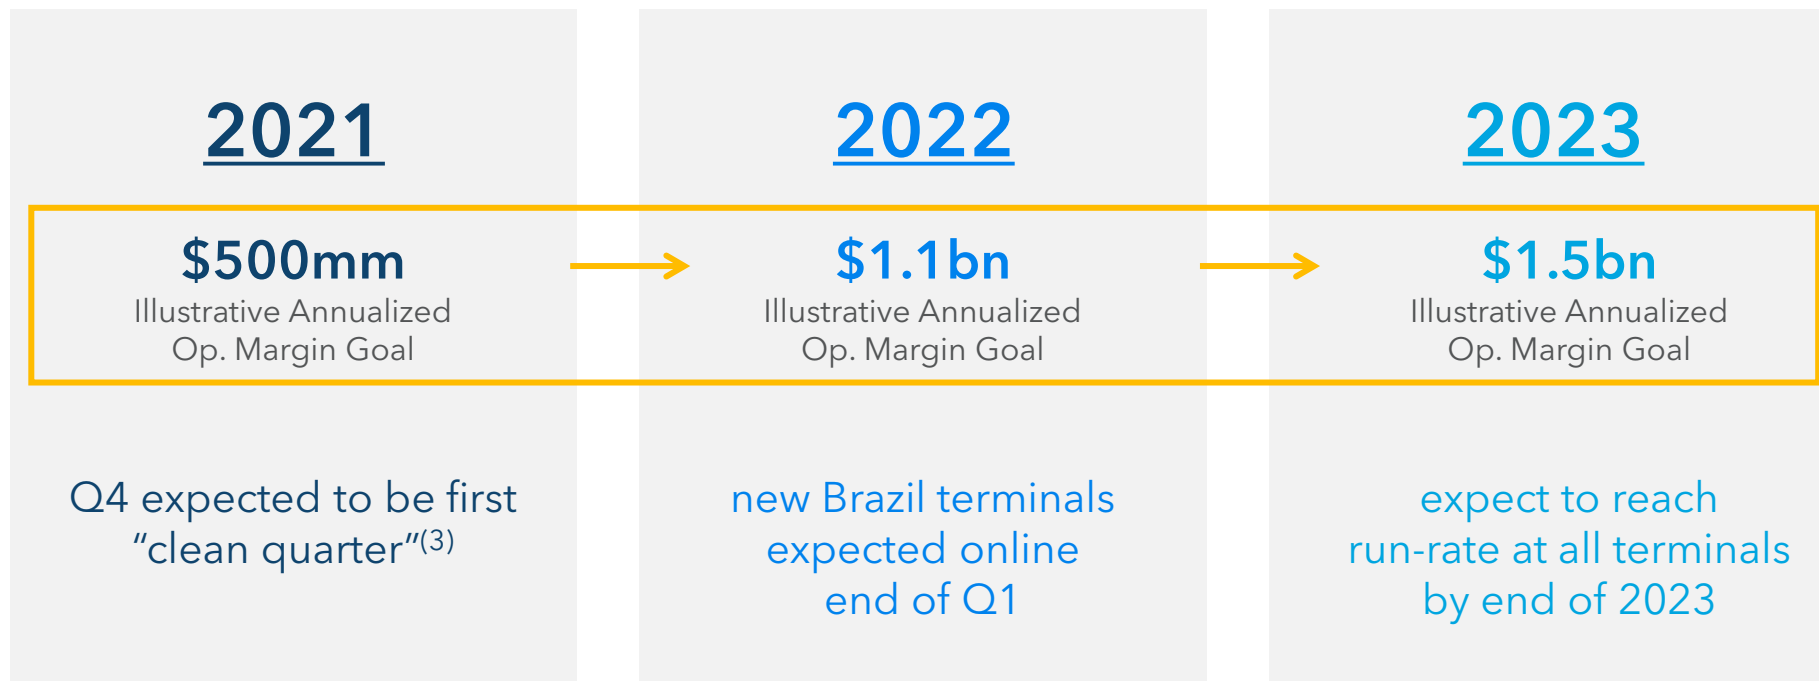 2021
$500mm
Illustrative Annualized
Op. Margin Goal
Q4 expected to be first
“clean quarter”(3)
2022
$1.1bn
Illustrative Annualized
Op. Margin Goal
new Brazil terminals
expected online
end of Q1
2023
$1.5bn
Illustrative Annualized
Op. Margin Goal
expect to reach
run-rate at all terminals
by end of 2023